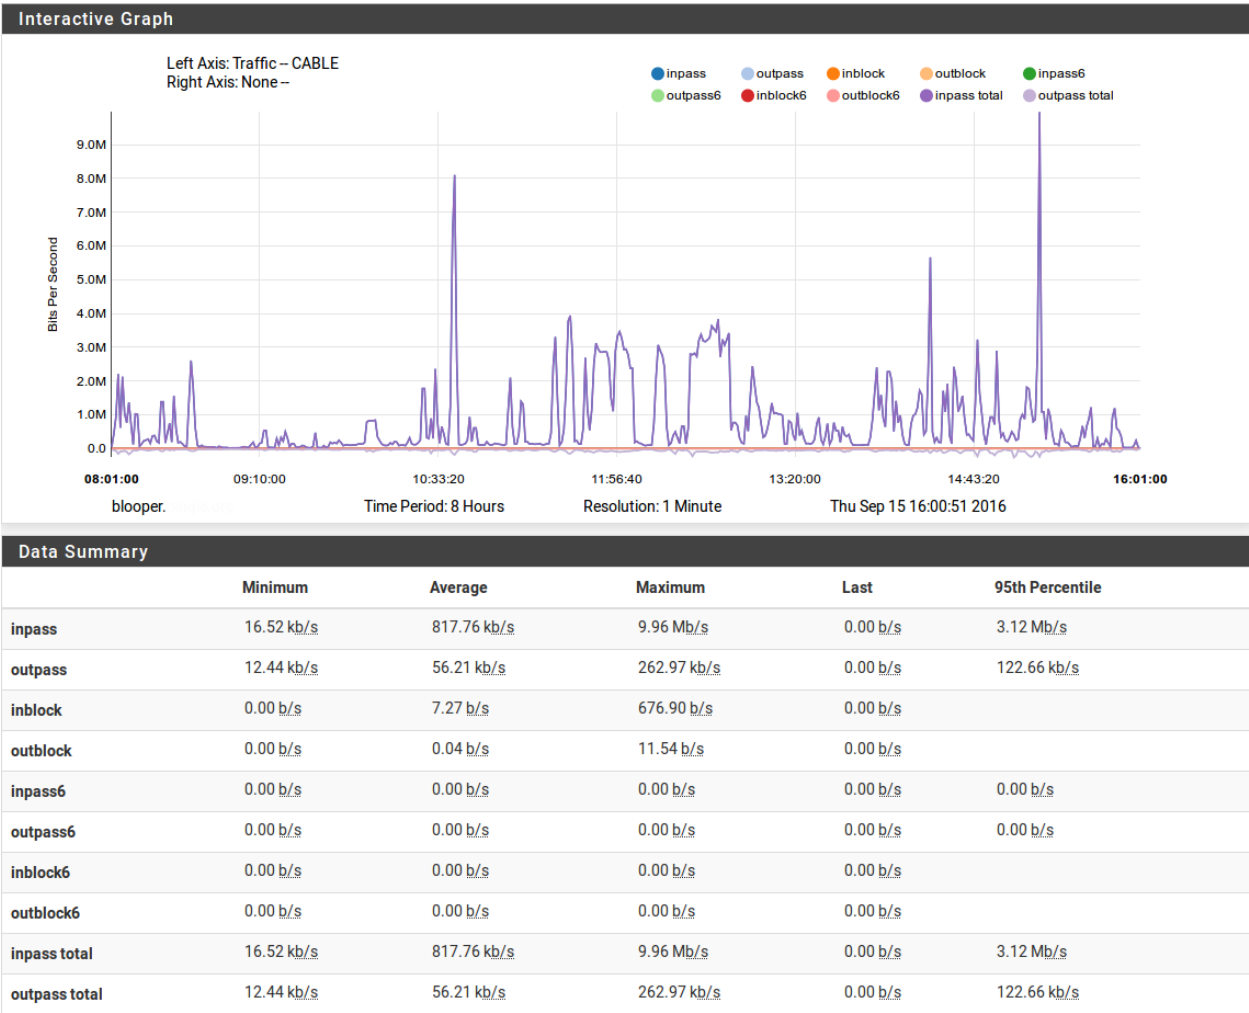 Interactive Graph
Left Axis: Traffic -- CABLE
Right Axis: None --
inpass outpass inblock outblock inpass6
outpass6 inblock6 outblock6 inpass total outpass total
Bits Per Second
9.0M
8.0M
7.0M
6.0M
5.0M
4.0M
3.0M
2.0M
1.0M
0.0
08:01:00 09:10:00 10:33:20 11:56:40 13:20:00 14:43:20 16:01:00
blooper. Time Period: 8 Hours Resolution: 1 Minute Thu Sep 15 16:00:51 2016
Data Summary
Minimum Average Maximum Last 95th Percentile
inpass 16.52 kb/s 817.76 kb/s 9.96 Mb/s 0.00 b/s 3.12 Mb/s
outpass 12.44 kb/s 56.21 kb/s 262.97 kb/s 0.00 b/s 122.66 kb/s
inblock 0.00 b/s 7.27 b/s 676.90 b/s 0.00 b/s
outblock 0.00 b/s 0.04 b/s 11.54 b/s 0.00 b/s
inpass6 0.00 b/s 0.00 b/s 0.00 b/s 0.00 b/s 0.00 b/s
outpass6 0.00 b/s 0.00 b/s 0.00 b/s 0.00 b/s 0.00 b/s
inblock6 0.00 b/s 0.00 b/s 0.00 b/s 0.00 b/s
outblock6 0.00 b/s 0.00 b/s 0.00 b/s 0.00 b/s
inpass total 16.52 kb/s 817.76 kb/s 9.96 Mb/s 0.00 b/s 3.12 Mb/s
outpass total 12.44 kb/s 56.21 kb/s 262.97 kb/s 0.00 b/s 122.66 kb/s